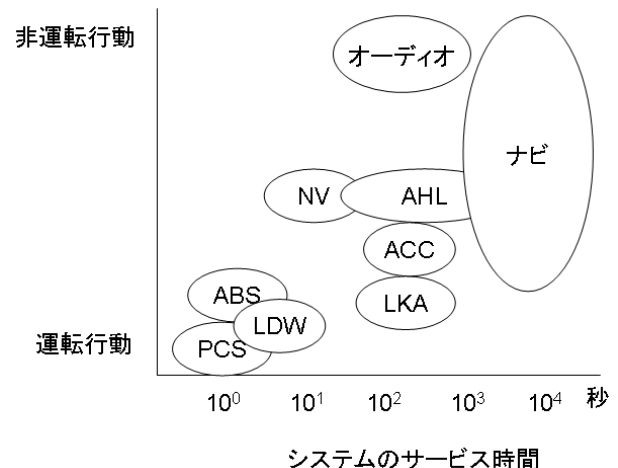 非運転行動
オーディオ
ナビ
NV
AHL
ACC
ABS
LKA
LDW
運転行動
PCS
10⁰ 10¹ 10² 10³ 10⁴ 秒
システムのサービス時間